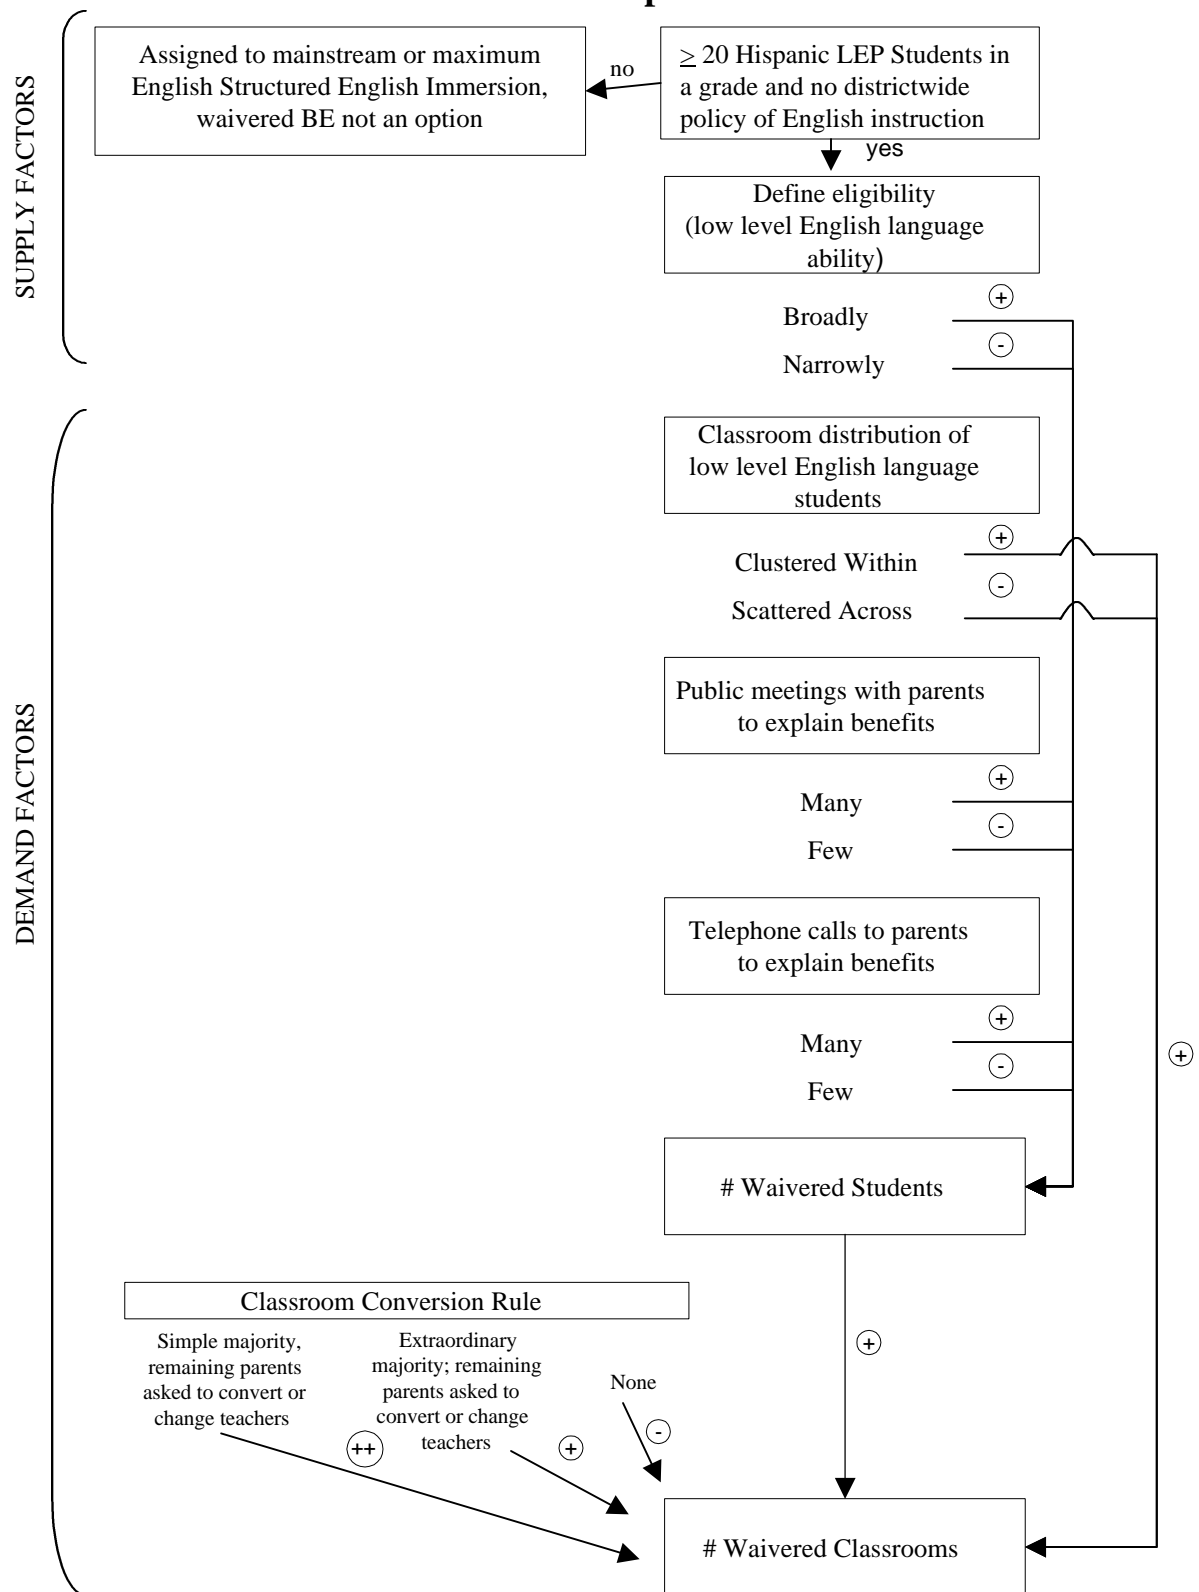 SUPPLY FACTORS
Assigned to mainstream or maximum
English Structured English Immersion,
waivered BE not an option
no
≥ 20 Hispanic LEP Students in
a grade and no districtwide
policy of English instruction
yes
Define eligibility
(low level English language
ability)
+
Broadly
-
Narrowly
DEMAND FACTORS
Classroom distribution of
low level English language
students
+
Clustered Within
-
Scattered Across
Public meetings with parents
to explain benefits
+
Many
-
Few
Telephone calls to parents
to explain benefits
+
Many
-
Few
+
# Waivered Students
+
Classroom Conversion Rule
Simple majority,
remaining parents
asked to convert or
change teachers
++
Extraordinary
majority; remaining
parents asked to
convert or change
teachers
+
None
-
# Waivered Classrooms